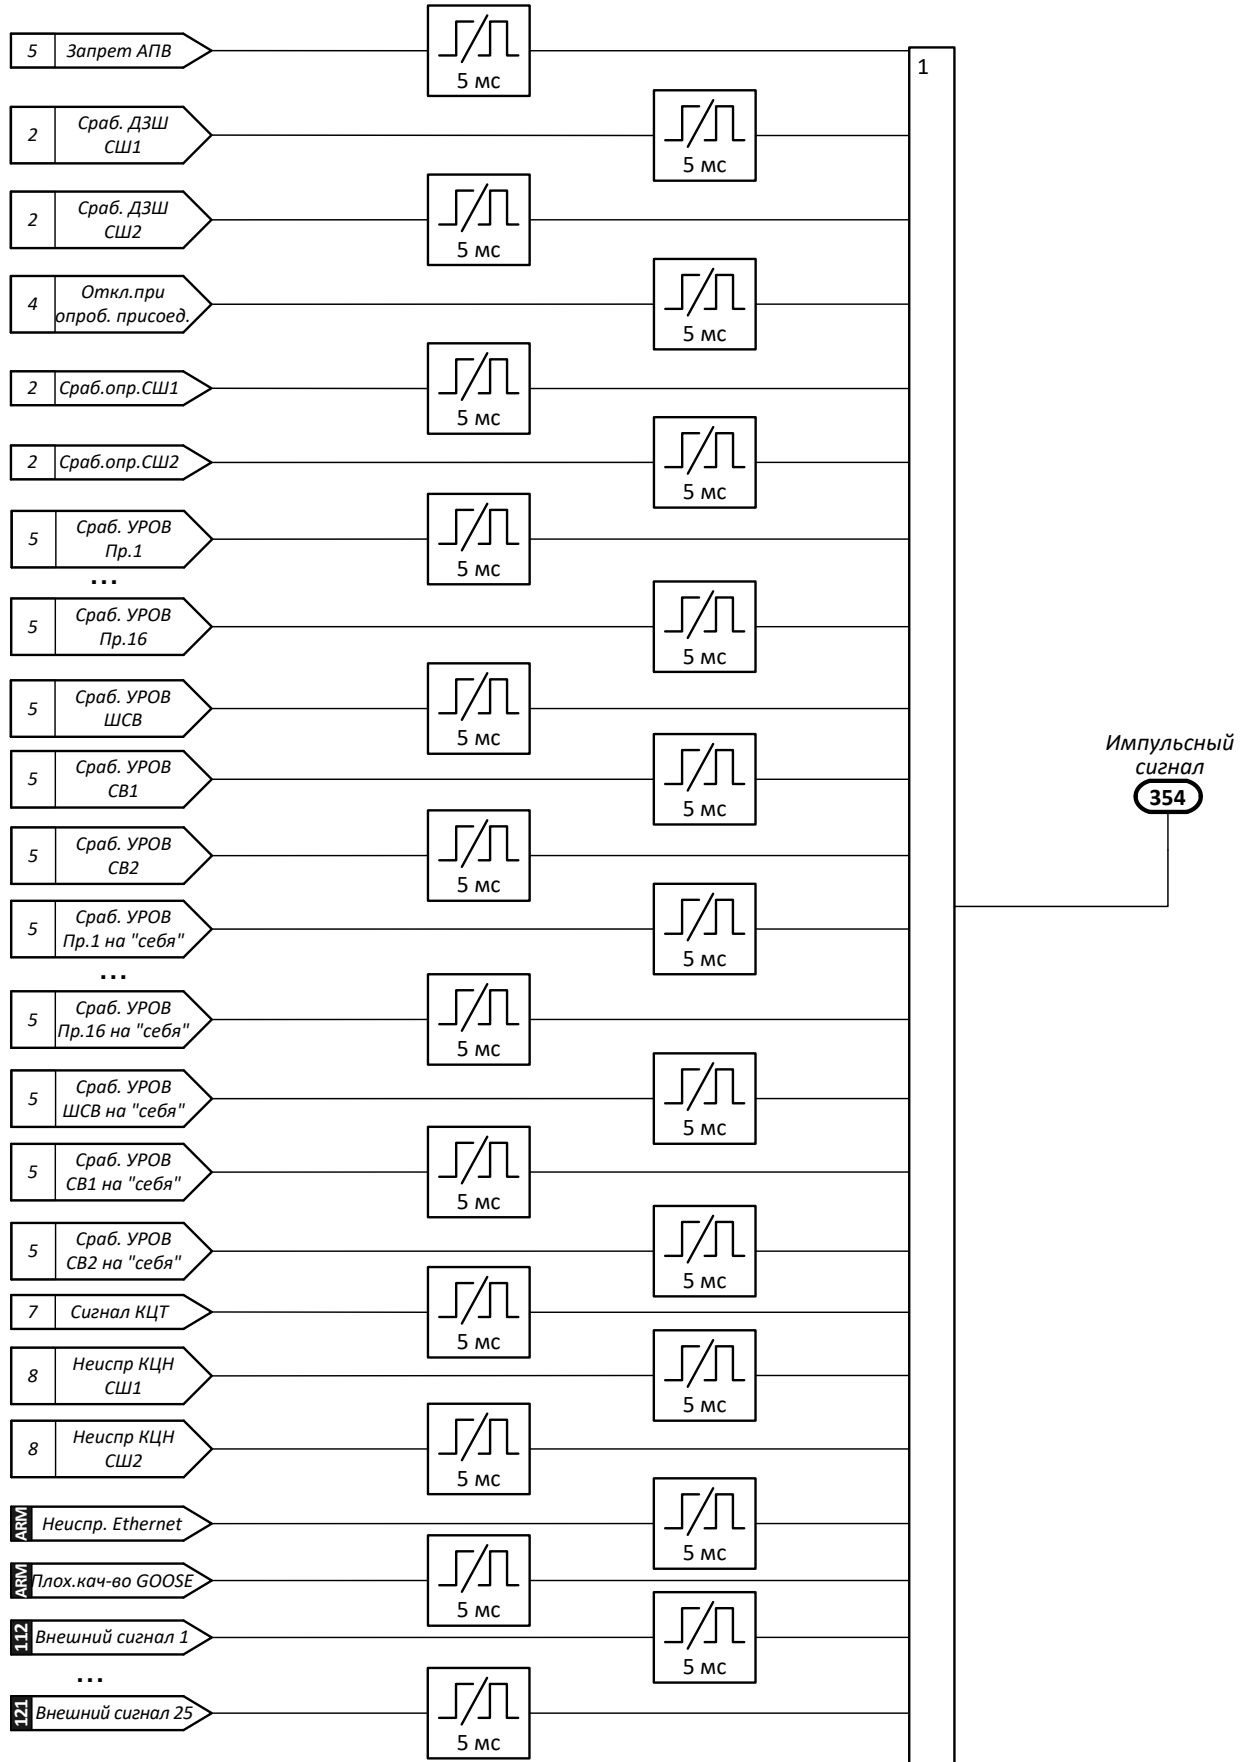 5 Запрет АПВ
5 мс
1
2 Сраб. ДЗШ
СШ1
5 мс
2 Сраб. ДЗШ
СШ2
5 мс
4 Откл.при
опроб. присоед.
5 мс
2 Сраб.опр.СШ1
5 мс
2 Сраб.опр.СШ2
5 мс
5 Сраб. УРОВ
Пр.1
5 мс
...
5 Сраб. УРОВ
Пр.16
5 мс
5 Сраб. УРОВ
ШСВ
5 мс
Импульсный
сигнал
354
5 Сраб. УРОВ
СВ1
5 мс
5 Сраб. УРОВ
СВ2
5 мс
5 Сраб. УРОВ
Пр.1 на "себя"
5 мс
...
5 Сраб. УРОВ
Пр.16 на "себя"
5 мс
5 Сраб. УРОВ
ШСВ на "себя"
5 мс
5 Сраб. УРОВ
СВ1 на "себя"
5 мс
5 Сраб. УРОВ
СВ2 на "себя"
5 мс
7 Сигнал КЦТ
5 мс
8 Неиспр КЦН
СШ1
5 мс
8 Неиспр КЦН
СШ2
5 мс
ARM Неиспр. Ethernet
5 мс
ARM Плох.кач-во GOOSE
5 мс
112 Внешний сигнал 1
5 мс
...
121 Внешний сигнал 25
5 мс